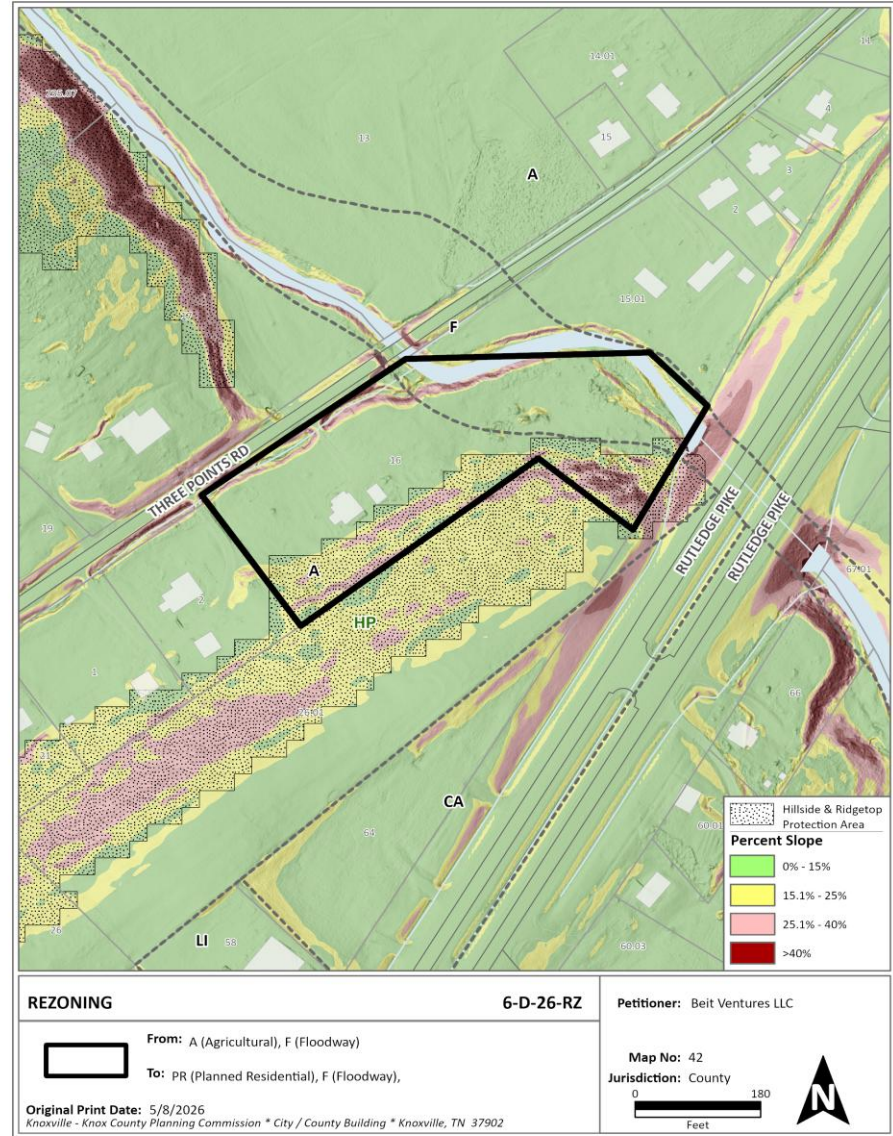 11
14.01
236.07
4
13
15
3
A
2
15.01
F
THREE POINTS RD
16
19
RUTLEDGE PIKE
RUTLEDGE PIKE
67.01
A
2
HP
1
66
CA
64
60.01
26
LI
58
60.03
Hillside & Ridgetop
Protection Area
Percent Slope
0% - 15%
15.1% - 25%
25.1% - 40%
>40%
REZONING
6-D-26-RZ
From: A (Agricultural), F (Floodway)
To: PR (Planned Residential), F (Floodway),
Original Print Date: 5/8/2026
Knoxville - Knox County Planning Commission * City / County Building * Knoxville, TN 37902
Petitioner: Beit Ventures LLC
Map No: 42
Jurisdiction: County
0 180
Feet
N